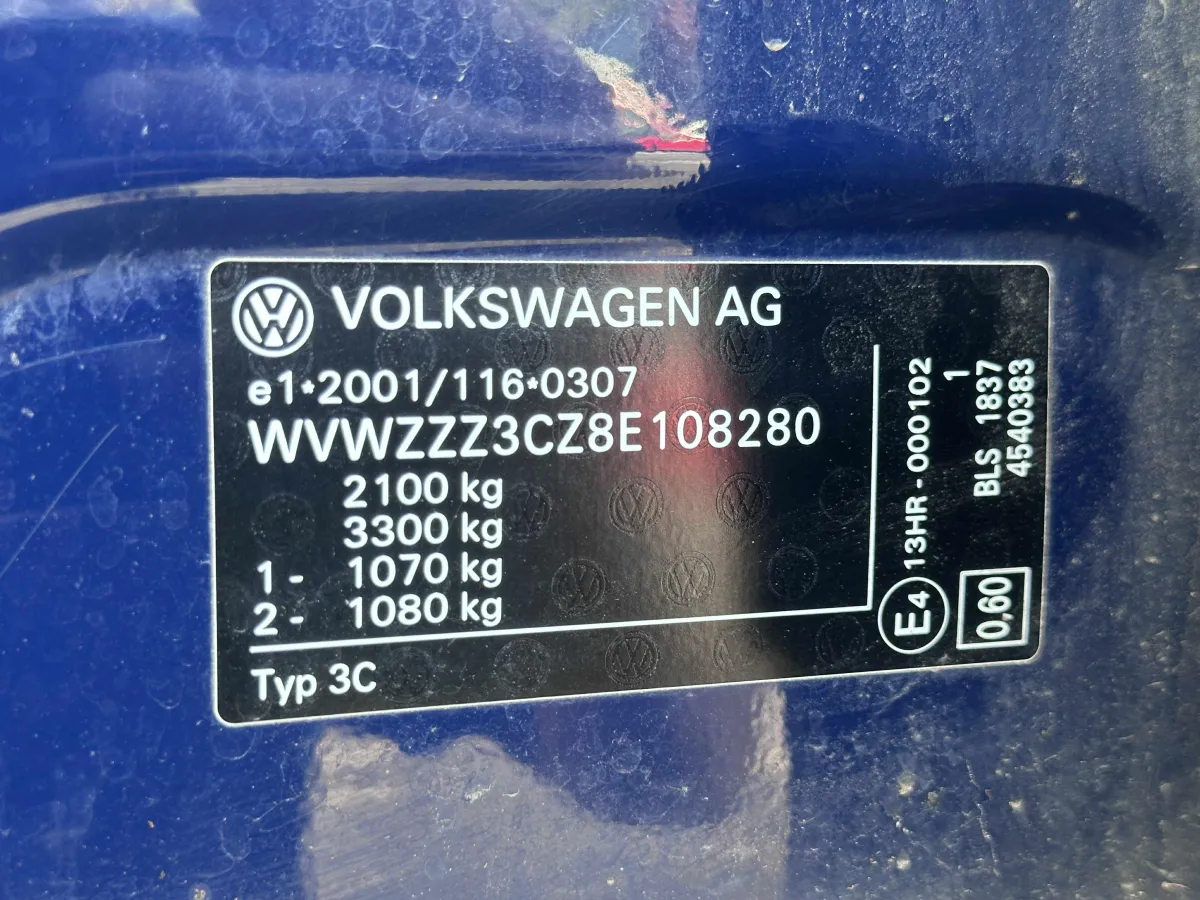 VOLKSWAGEN AG
e1*2001/116*0307
WVWZZZ3CZ8E108280
2100 kg
3300 kg
1- 1070 kg
2- 1080 kg
Typ 3C
E4 13HR-000102
1
BLS 1837
4540383
0,60